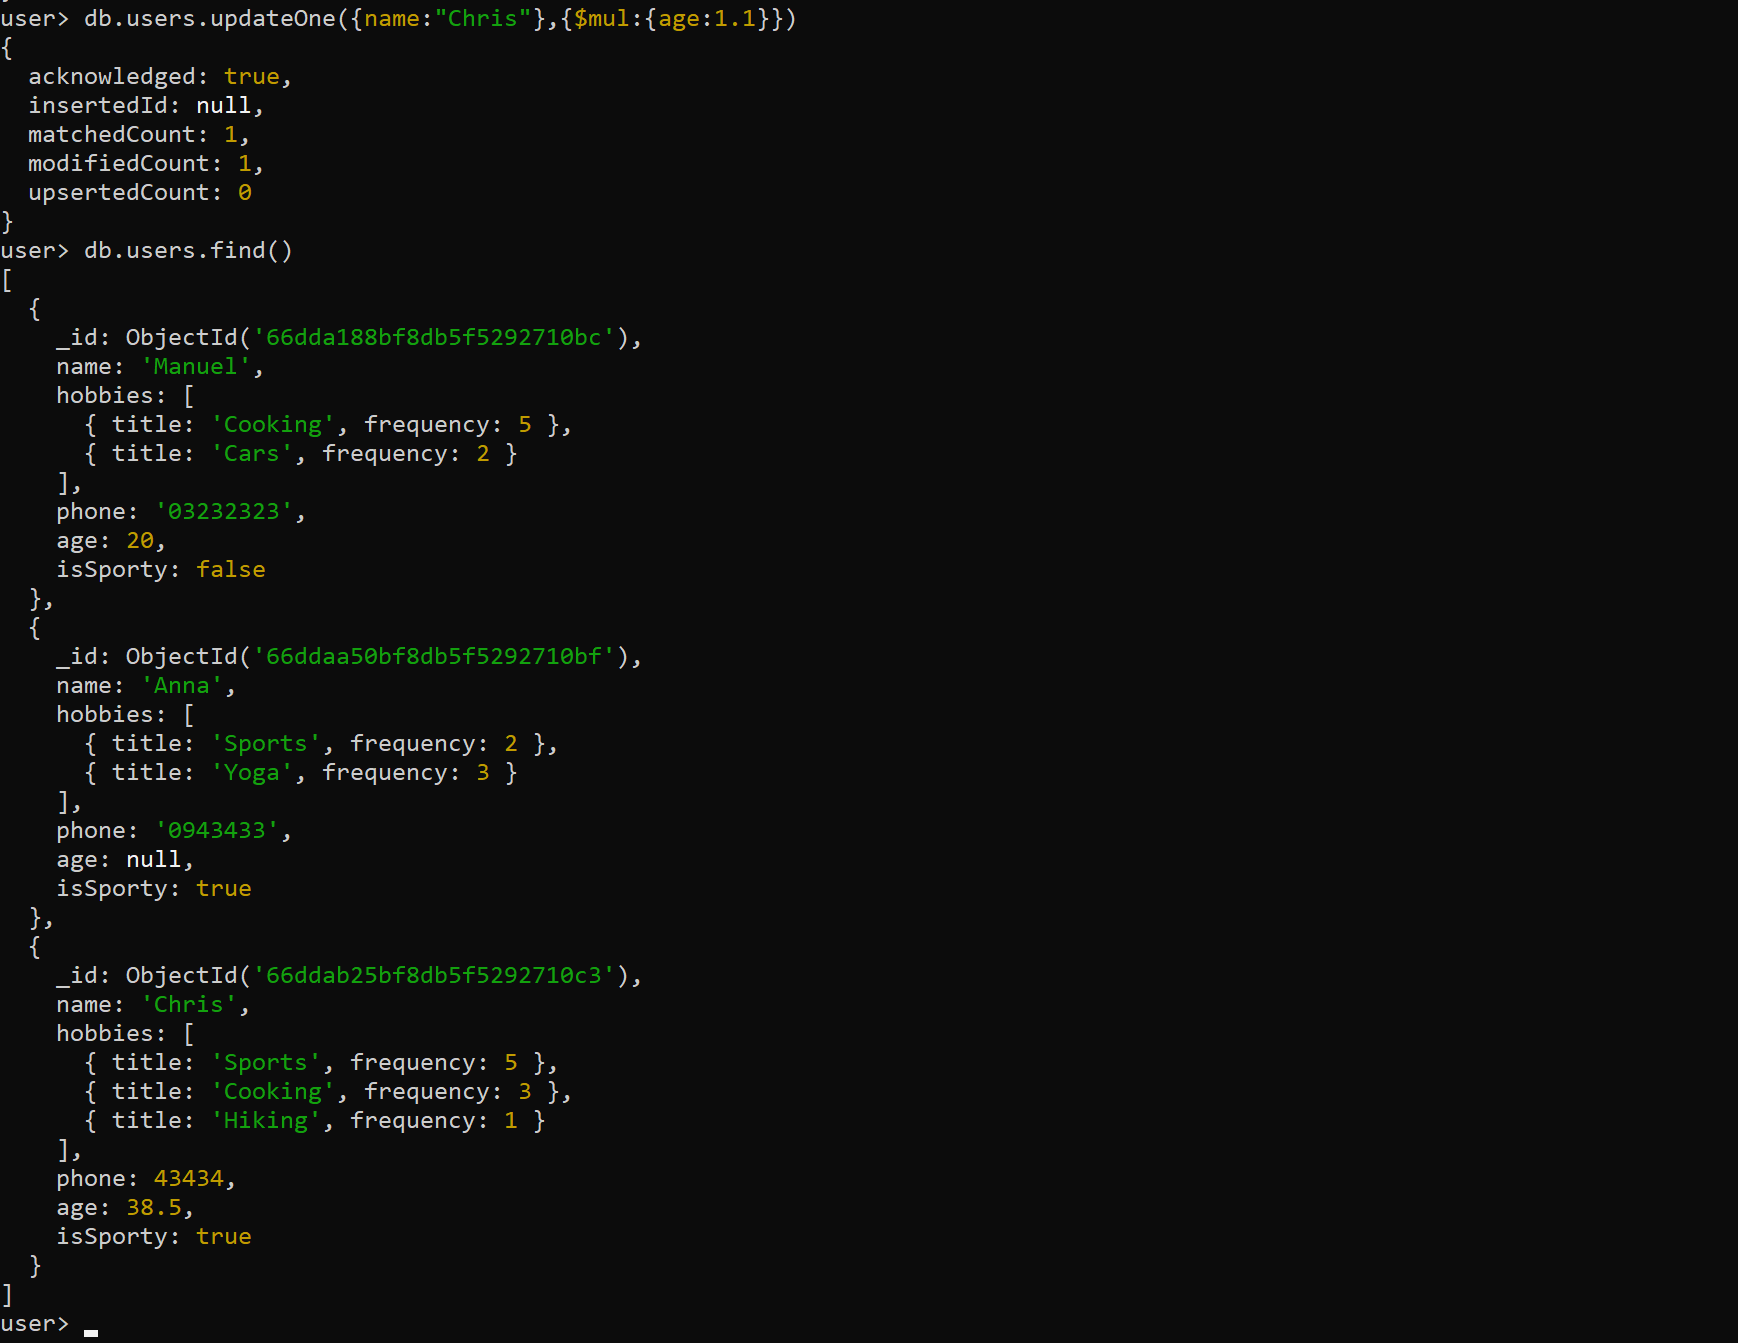 user> db.users.updateOne({name:"Chris"},{$mul:{age:1.1}})
{
  acknowledged: true,
  insertedId: null,
  matchedCount: 1,
  modifiedCount: 1,
  upsertedCount: 0
}
user> db.users.find()
[
  {
    _id: ObjectId('66dda188bf8db5f5292710bc'),
    name: 'Manuel',
    hobbies: [
      { title: 'Cooking', frequency: 5 },
      { title: 'Cars', frequency: 2 }
    ],
    phone: '03232323',
    age: 20,
    isSporty: false
  },
  {
    _id: ObjectId('66ddaa50bf8db5f5292710bf'),
    name: 'Anna',
    hobbies: [
      { title: 'Sports', frequency: 2 },
      { title: 'Yoga', frequency: 3 }
    ],
    phone: '0943433',
    age: null,
    isSporty: true
  },
  {
    _id: ObjectId('66ddab25bf8db5f5292710c3'),
    name: 'Chris',
    hobbies: [
      { title: 'Sports', frequency: 5 },
      { title: 'Cooking', frequency: 3 },
      { title: 'Hiking', frequency: 1 }
    ],
    phone: 43434,
    age: 38.5,
    isSporty: true
  }
]
user>